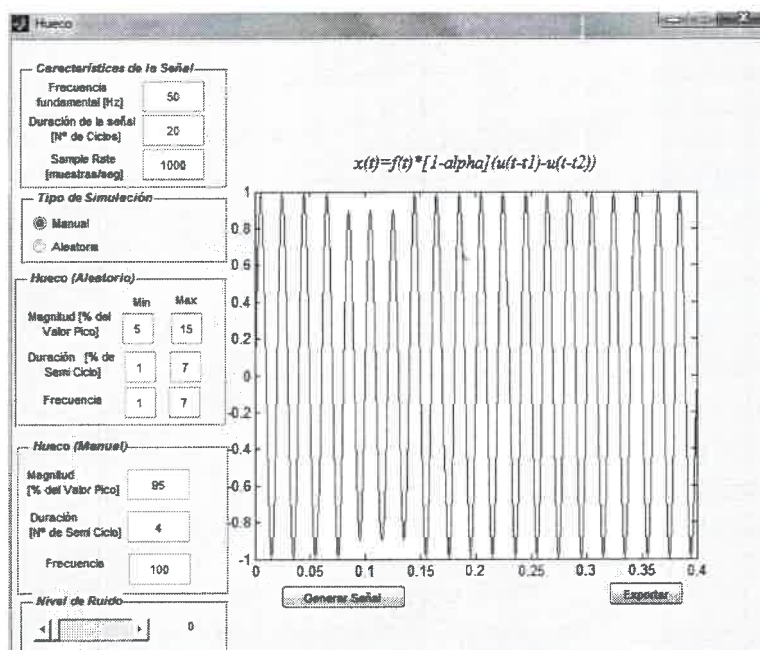 Hueco
Características de la Señal
Frecuencia
fundamental [Hz]
50
Duración de la señal
[Nº de Ciclos]
20
Sample Rate
[muestras/seg]
1000
Tipo de Simulación
Manual
Aleatoria
Hueco (Aleatorio)
Min Max
Magnitud [% del
Valor Pico]
5 15
Duración [% de
Semi Ciclo]
1 7
Frecuencia
1 7
Hueco (Manual)
Magnitud
[% del Valor Pico]
95
Duración
[Nº de Semi Ciclo]
4
Frecuencia
100
Nivel de Ruido
0
x(t)=f(t)*[1-alpha](u(t-t1)-u(t-t2))
1
0.8
0.6
0.4
0.2
0
-0.2
-0.4
-0.6
-0.8
-1
0 0.05 0.1 0.15 0.2 0.25 0.3 0.35 0.4
Generar Señal
Exportar